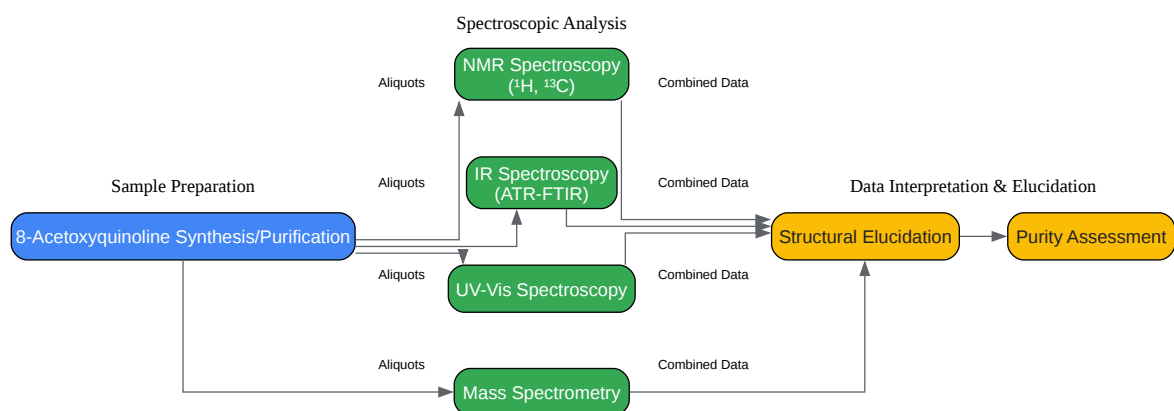 Spectroscopic Analysis
NMR Spectroscopy
(¹H, ¹³C)
Aliquots
Combined Data
IR Spectroscopy
(ATR-FTIR)
Aliquots
Combined Data
Sample Preparation
Data Interpretation & Elucidation
8-Acetoxyquinoline Synthesis/Purification
Structural Elucidation
Purity Assessment
Aliquots
Combined Data
UV-Vis Spectroscopy
Aliquots
Combined Data
Mass Spectrometry